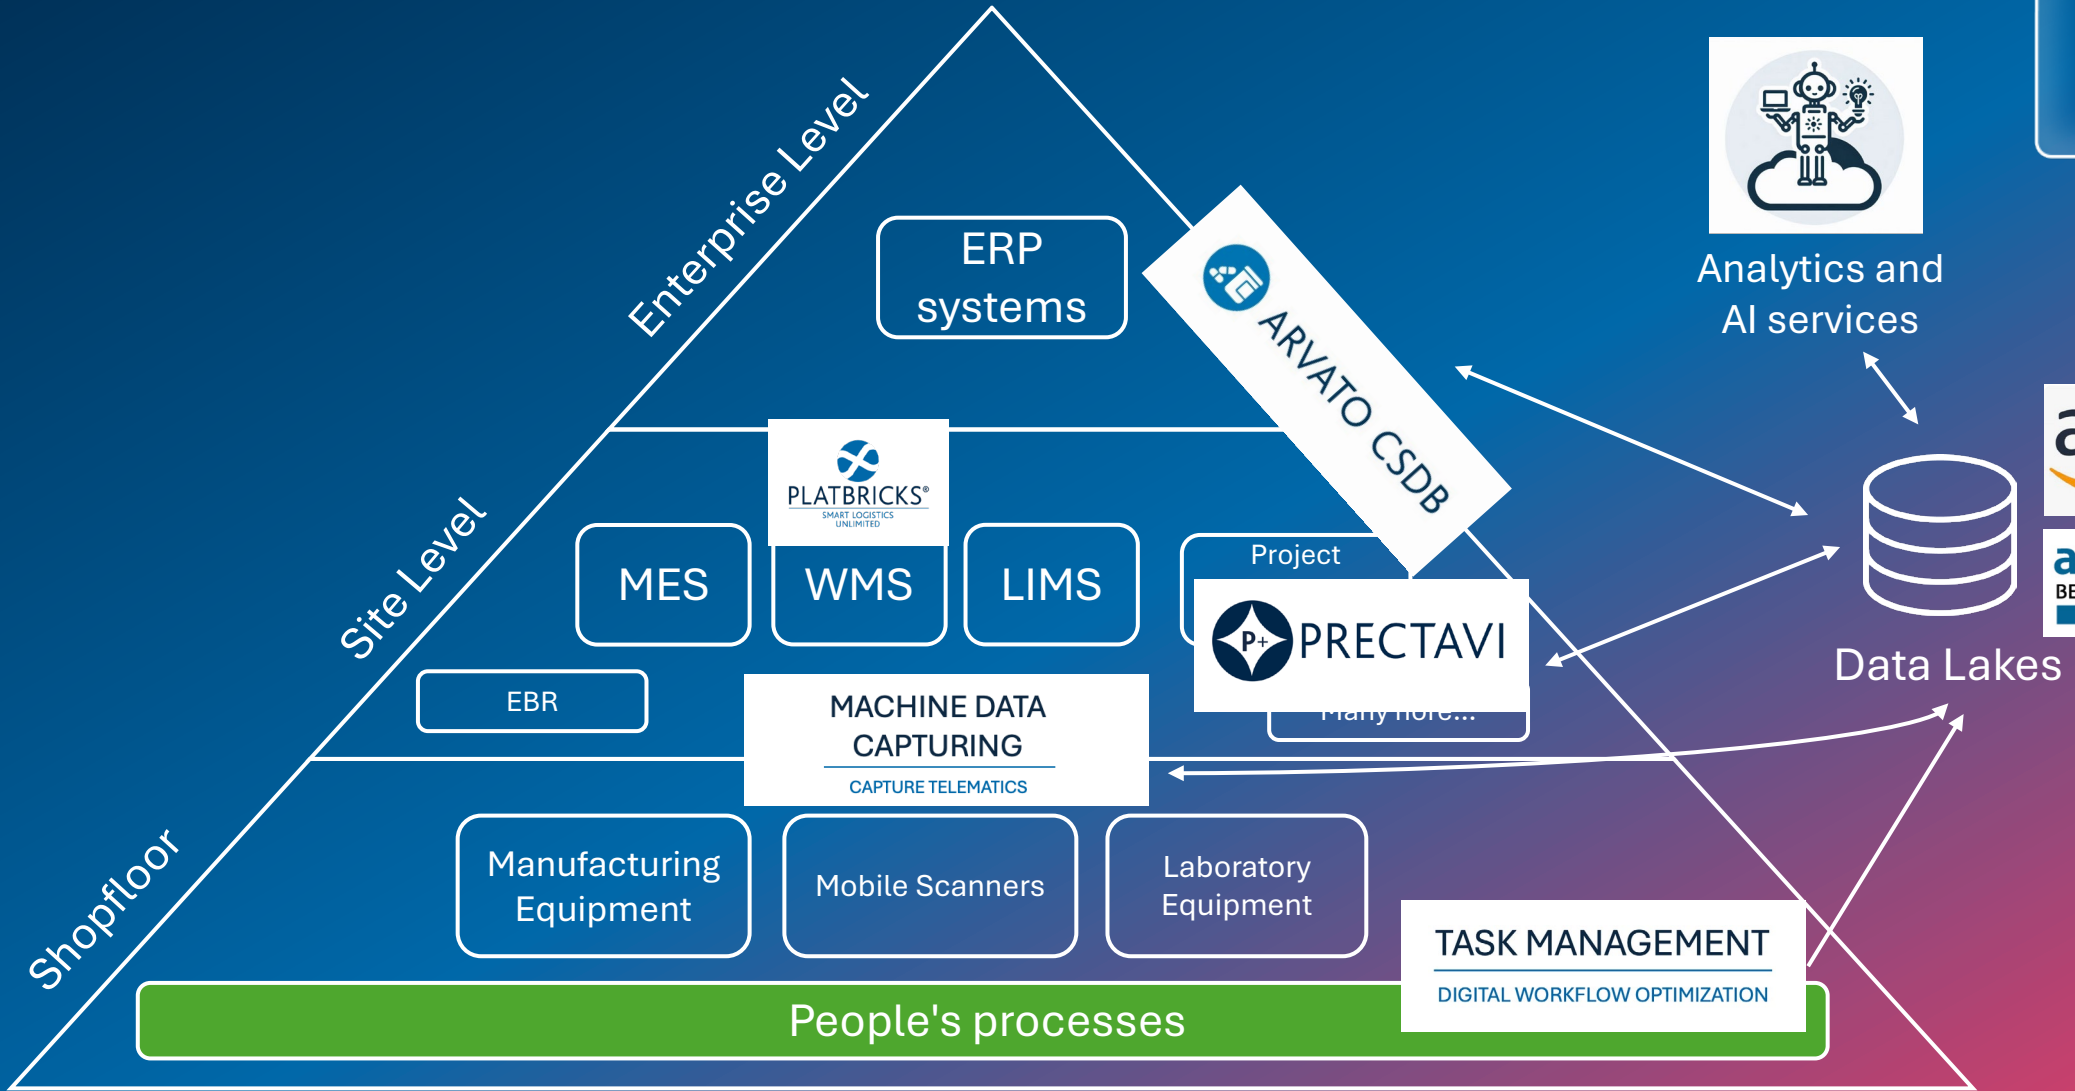 Enterprise Level
ERP
systems
ARVATO CSDB
Analytics and
AI services
Site Level
PLATBRICKS®
SMART LOGISTICS
UNLIMITED
MES
WMS
LIMS
Project
P+ PRECTAVI
Data Lakes
EBR
MACHINE DATA
CAPTURING
CAPTURE TELEMATICS
Shopfloor
Manufacturing
Equipment
Mobile Scanners
Laboratory
Equipment
TASK MANAGEMENT
DIGITAL WORKFLOW OPTIMIZATION
People's processes